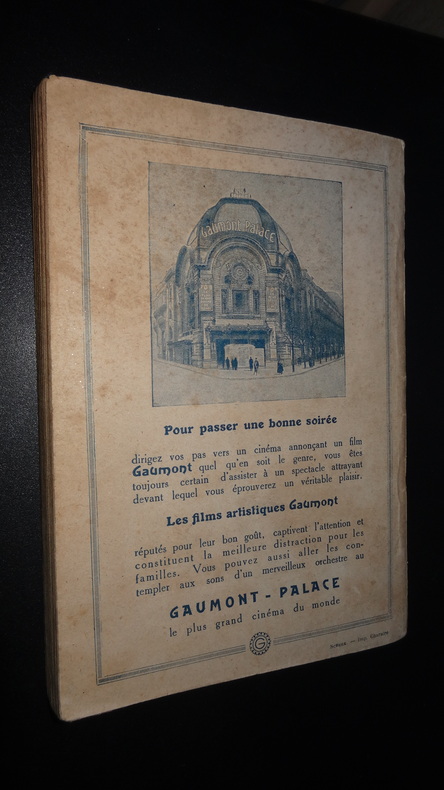 Gaumont-Palace
Pour passer une bonne soirée
dirigez vos pas vers un cinéma annonçant un film
Gaumont quel qu'en soit le genre, vous êtes
toujours certain d'assister à un spectacle attrayant
devant lequel vous éprouverez un véritable plaisir.
Les films artistiques Gaumont
réputés pour leur bon goût, captivent l'attention et
constituent la meilleure distraction pour les
familles. Vous pouvez aussi aller les con-
templer aux sons d'un merveilleux orchestre au
GAUMONT - PALACE
le plus grand cinéma du monde
G